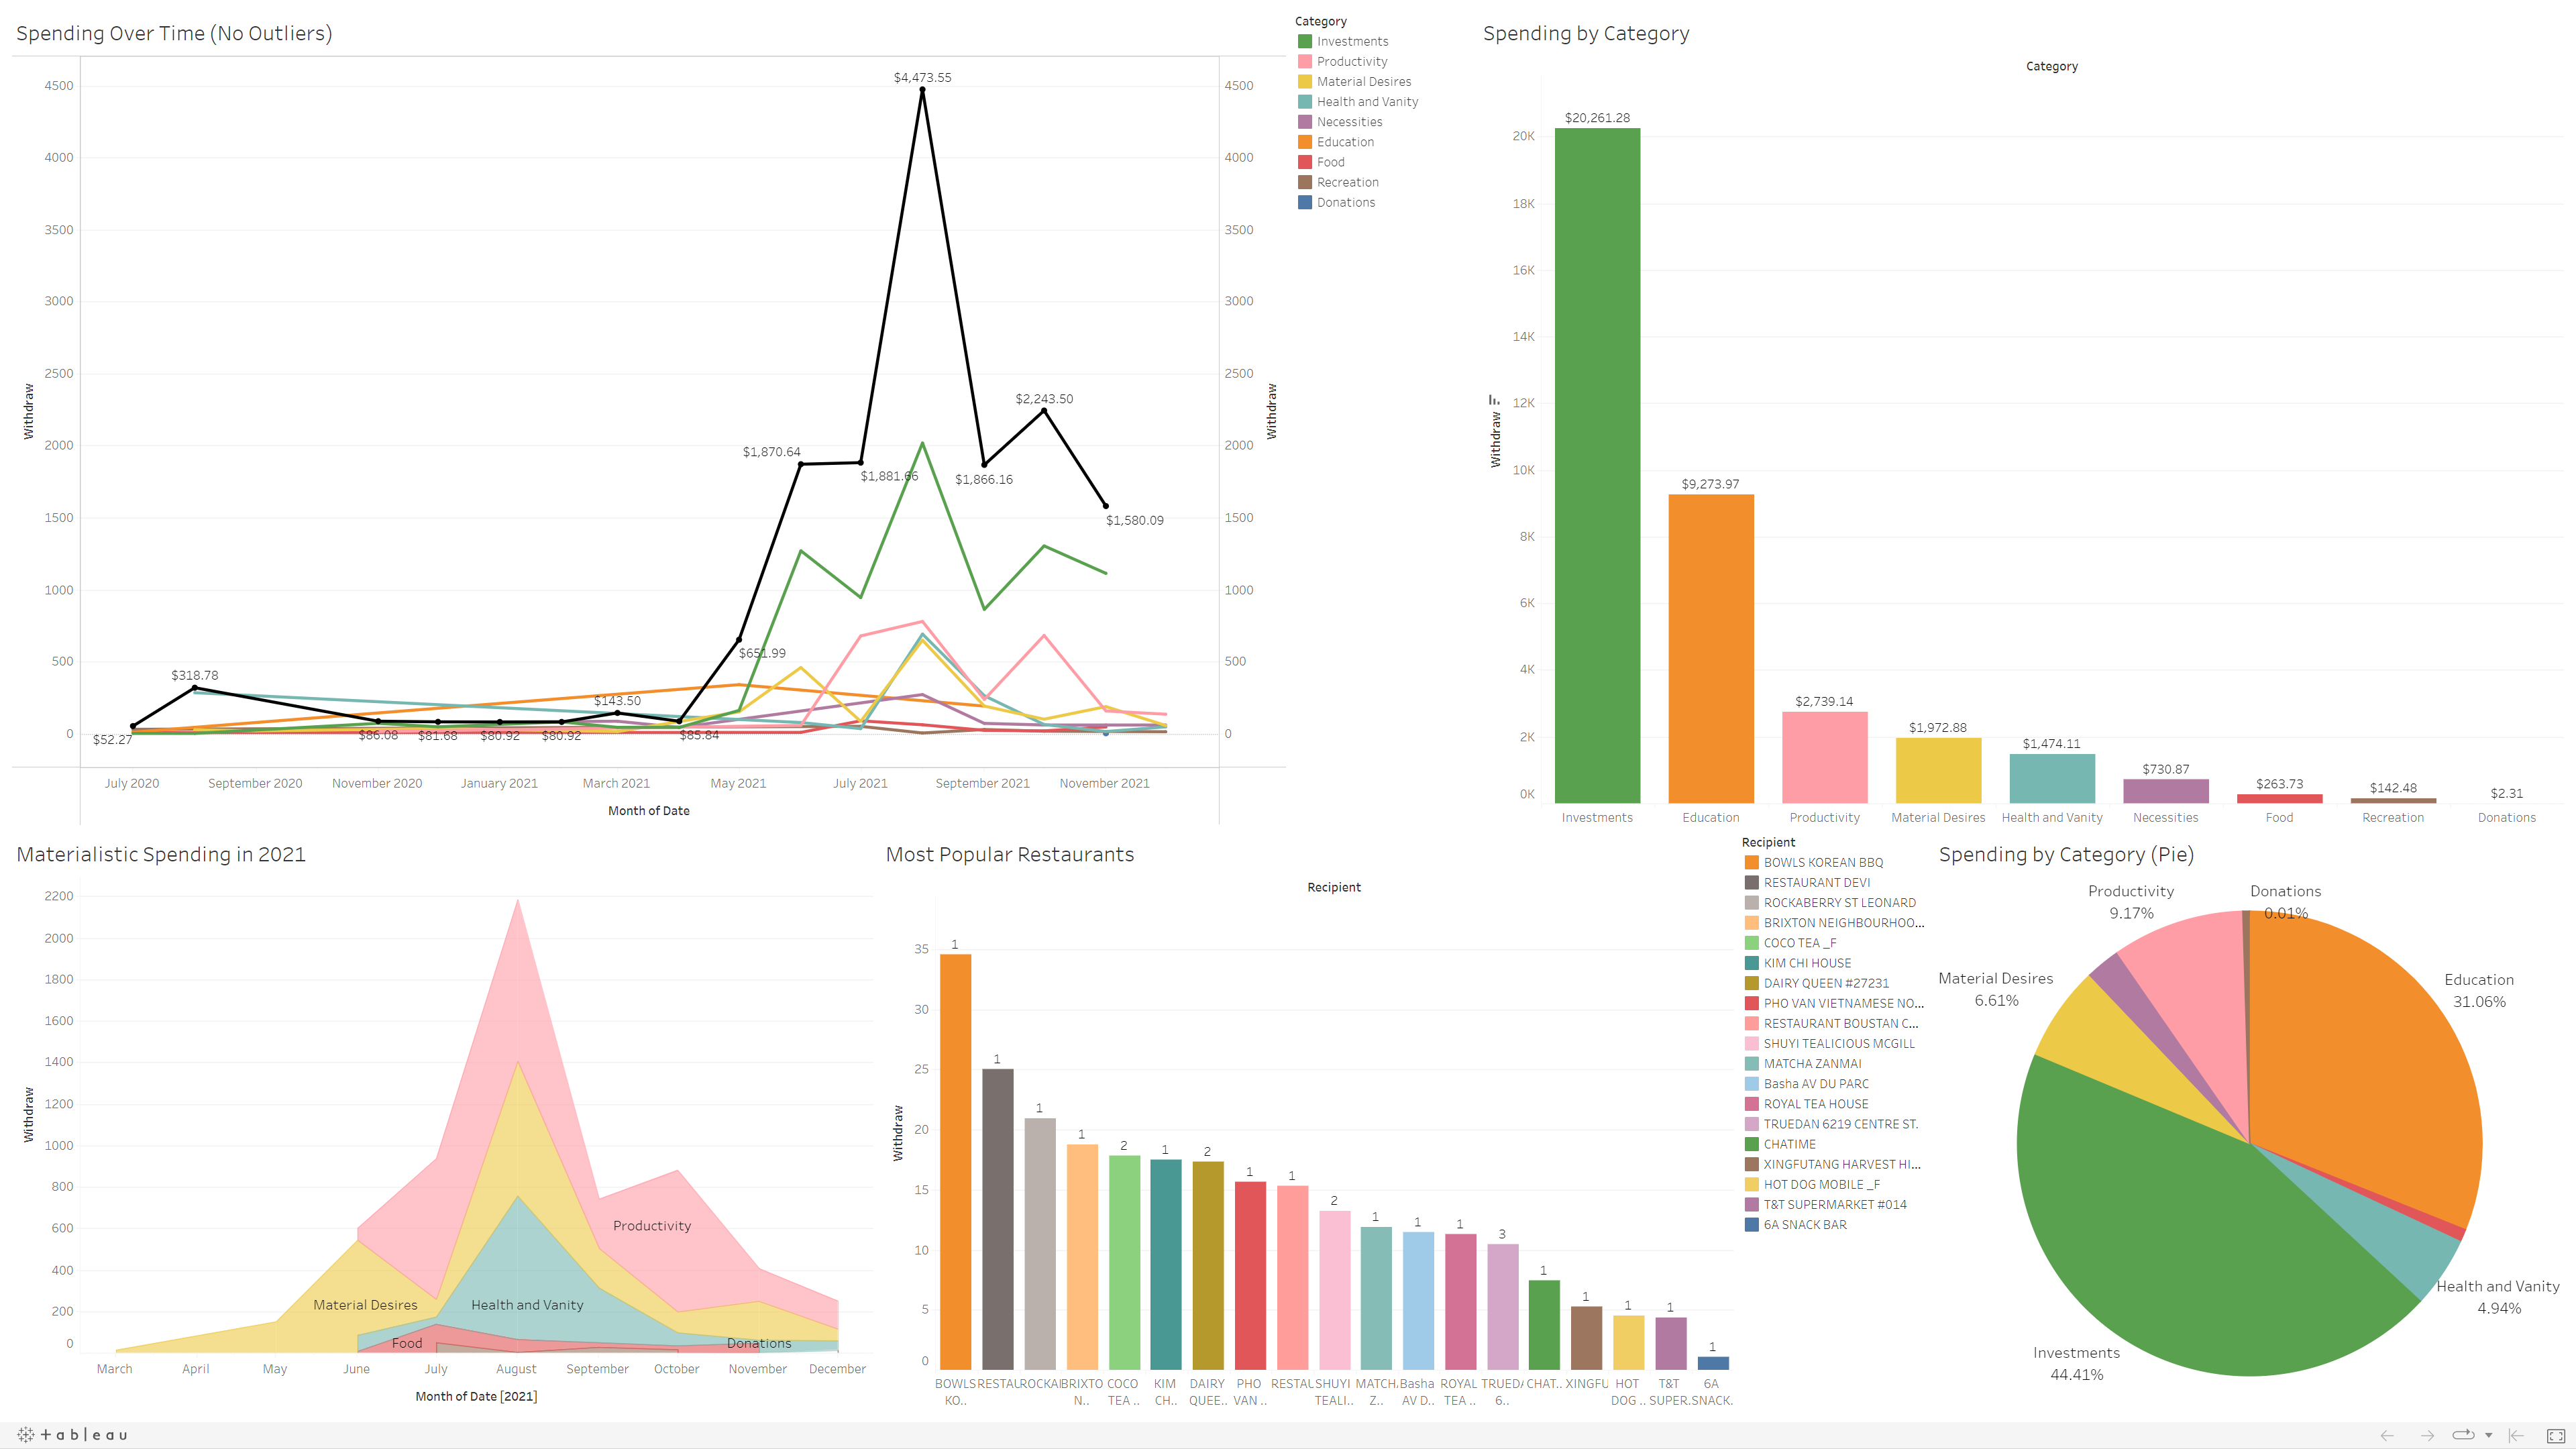 Spending Over Time (No Outliers)
4500
4000
3500
3000
2500
2000
1500
1000
500
0
Withdraw
$52.27
$318.78
$86.08
$81.68
$80.92
$80.92
$143.50
$85.84
$651.99
$1,870.64
$1,881.66
$4,473.55
$1,866.16
$2,243.50
$1,580.09
4500
4000
3500
3000
2500
2000
1500
1000
500
0
Withdraw
July 2020
September 2020
November 2020
January 2021
March 2021
May 2021
July 2021
September 2021
November 2021
Month of Date
Category
Investments
Productivity
Material Desires
Health and Vanity
Necessities
Education
Food
Recreation
Donations
Spending by Category
Category
20K
18K
16K
14K
12K
10K
8K
6K
4K
2K
0K
Withdraw
$20,261.28
$9,273.97
$2,739.14
$1,972.88
$1,474.11
$730.87
$263.73
$142.48
$2.31
Investments
Education
Productivity
Material Desires
Health and Vanity
Necessities
Food
Recreation
Donations
Materialistic Spending in 2021
2200
2000
1800
1600
1400
1200
1000
800
600
400
200
0
Withdraw
Productivity
Material Desires
Health and Vanity
Food
Donations
March
April
May
June
July
August
September
October
November
December
Month of Date [2021]
Most Popular Restaurants
Recipient
35
30
25
20
15
10
5
0
Withdraw
1
1
1
1
2
1
2
1
1
2
1
1
1
3
1
1
1
1
1
BOWLS KO..
RESTAU
ROCKAI
BRIXTO N..
COCO TEA ..
KIM CH..
DAIRY QUEE..
PHO VAN ..
RESTAU
SHUYI TEALI..
MATCH. Z..
Basha AV D..
ROYAL TEA ..
TRUEDA 6..
CHAT..
XINGFU
HOT DOG ..
T&T SUPER.
6A SNACK.
Recipient
BOWLS KOREAN BBQ
RESTAURANT DEVI
ROCKABERRY ST LEONARD
BRIXTON NEIGHBOURHOO...
COCO TEA _F
KIM CHI HOUSE
DAIRY QUEEN #27231
PHO VAN VIETNAMESE NO...
RESTAURANT BOUSTAN C...
SHUYI TEALICIOUS MCGILL
MATCHA ZANMAI
Basha AV DU PARC
ROYAL TEA HOUSE
TRUEDAN 6219 CENTRE ST.
CHATIME
XINGFUTANG HARVEST HI...
HOT DOG MOBILE _F
T&T SUPERMARKET #014
6A SNACK BAR
Spending by Category (Pie)
Productivity
9.17%
Donations
0.01%
Material Desires
6.61%
Education
31.06%
Health and Vanity
4.94%
Investments
44.41%
+ableau